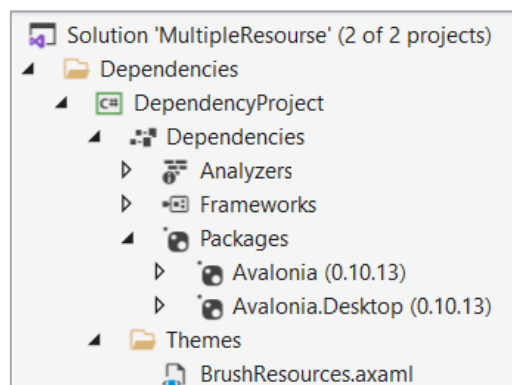 Solution 'MultipleResourse' (2 of 2 projects)
Dependencies
C# DependencyProject
Dependencies
Analyzers
Frameworks
Packages
Avalonia (0.10.13)
Avalonia.Desktop (0.10.13)
Themes
BrushResources.axaml